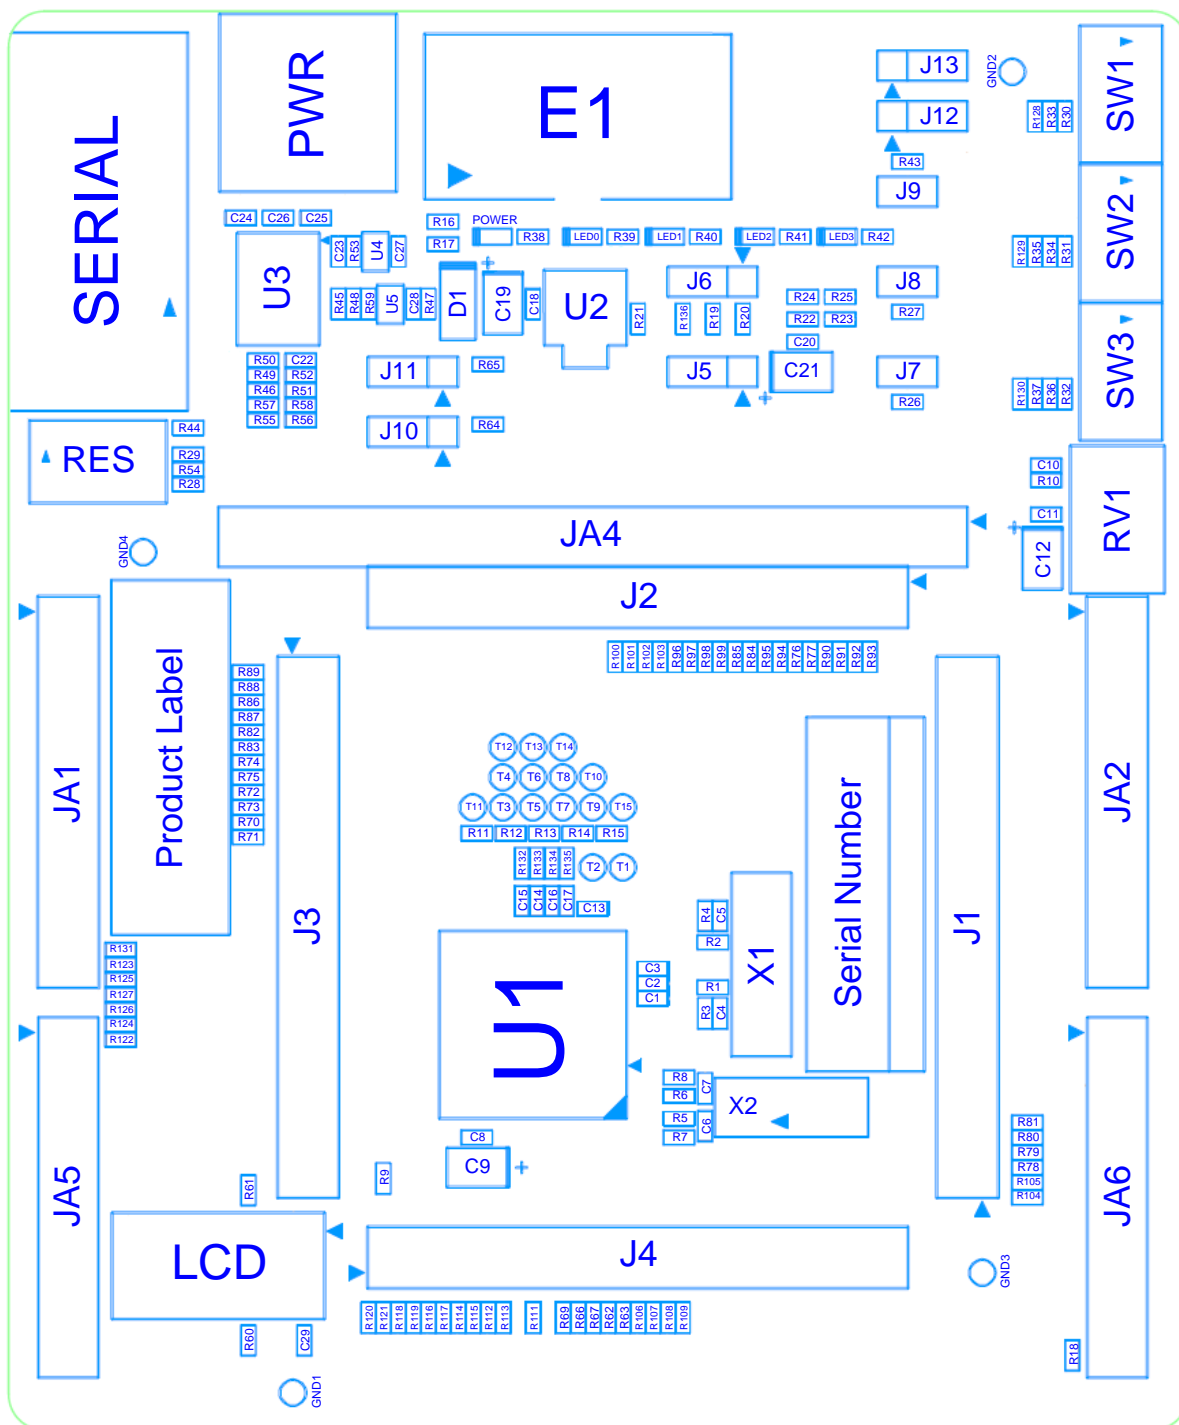 SERIAL
PWR
E1
J13
J12
GND2
SW1
R128
R33
R30
R43
J9
SW2
C24
C26
C25
R16
R17
POWER
R38
LED0
R39
LED1
R40
LED2
R41
LED3
R42
U3
C23
R53
U4
C27
R129
R35
R34
R31
R45
R48
R59
U5
C28
R47
D1
C19
C18
U2
R21
J6
R136
R19
R20
R24
R25
R22
R23
C20
J8
R27
SW3
R50
C22
R49
R52
R46
R51
R57
R58
R55
R56
J11
R65
J5
C21
J7
R26
R130
R37
R36
R32
J10
R64
RES
R44
R29
R54
R28
C10
R10
C11
C12
RV1
JA4
GND4
J2
JA1
Product Label
R89
R88
R86
R87
R82
R83
R74
R75
R72
R73
R70
R71
J3
R100
R101
R102
R103
R96
R97
R98
R99
R85
R84
R95
R94
R76
R77
R90
R91
R92
R93
T12
T13
T14
T4
T6
T8
T10
T11
T3
T5
T7
T9
T15
R11
R12
R13
R14
R15
R132
R133
R134
R135
T2
T1
C15
C14
C16
C17
C13
Serial Number
J1
JA2
R131
R123
R125
R127
R126
R124
R122
U1
C3
C2
C1
R4
C5
R2
R1
R3
C4
X1
R8
R6
C7
R5
R7
C6
X2
C8
C9
R9
R81
R80
R79
R78
R105
R104
JA5
R61
LCD
R60
C29
GND1
J4
GND3
JA6
R120
R121
R118
R119
R116
R117
R114
R115
R112
R113
R111
R69
R66
R67
R62
R63
R106
R107
R108
R109
R18